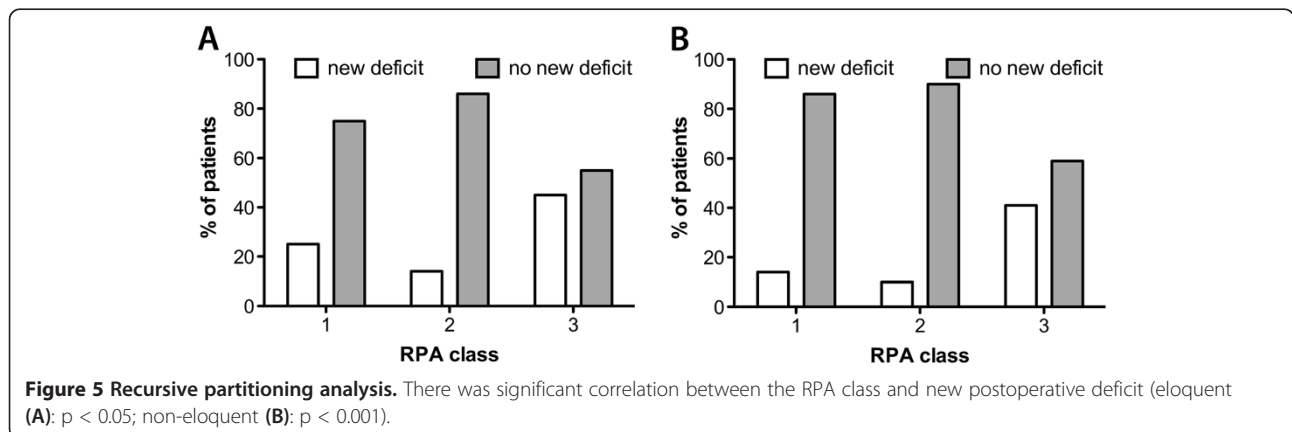 A
100
80
60
40
20
0
% of patients
new deficit no new deficit
1 2 3
RPA class
B
100
80
60
40
20
0
% of patients
new deficit no new deficit
1 2 3
RPA class
Figure 5 Recursive partitioning analysis. There was significant correlation between the RPA class and new postoperative deficit (eloquent
(A): p < 0.05; non-eloquent (B): p < 0.001).